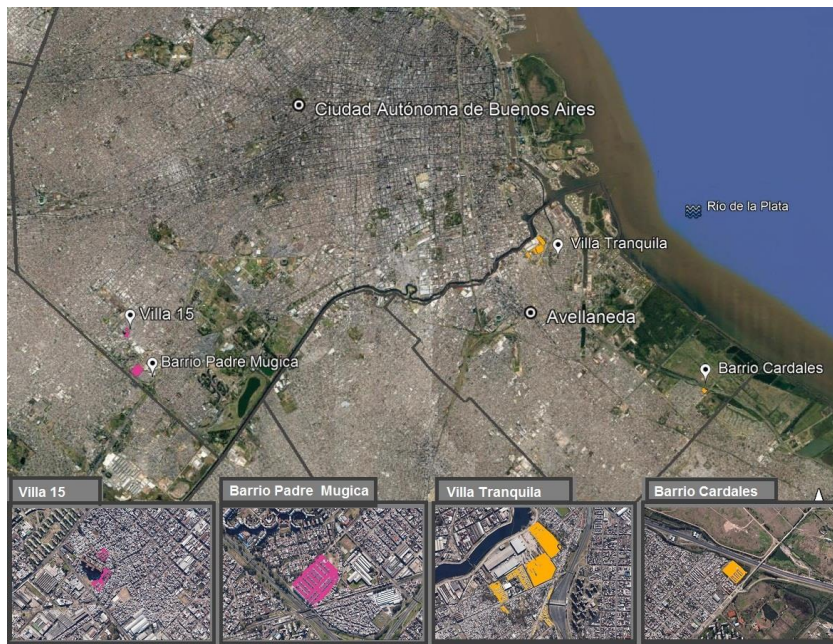 Ciudad Autónoma de Buenos Aires
Río de la Plata
Villa Tranquila
Villa 15
Avellaneda
Barrio Padre Mugica
Barrio Cardales
Villa 15
Barrio Padre Mugica
Villa Tranquila
Barrio Cardales